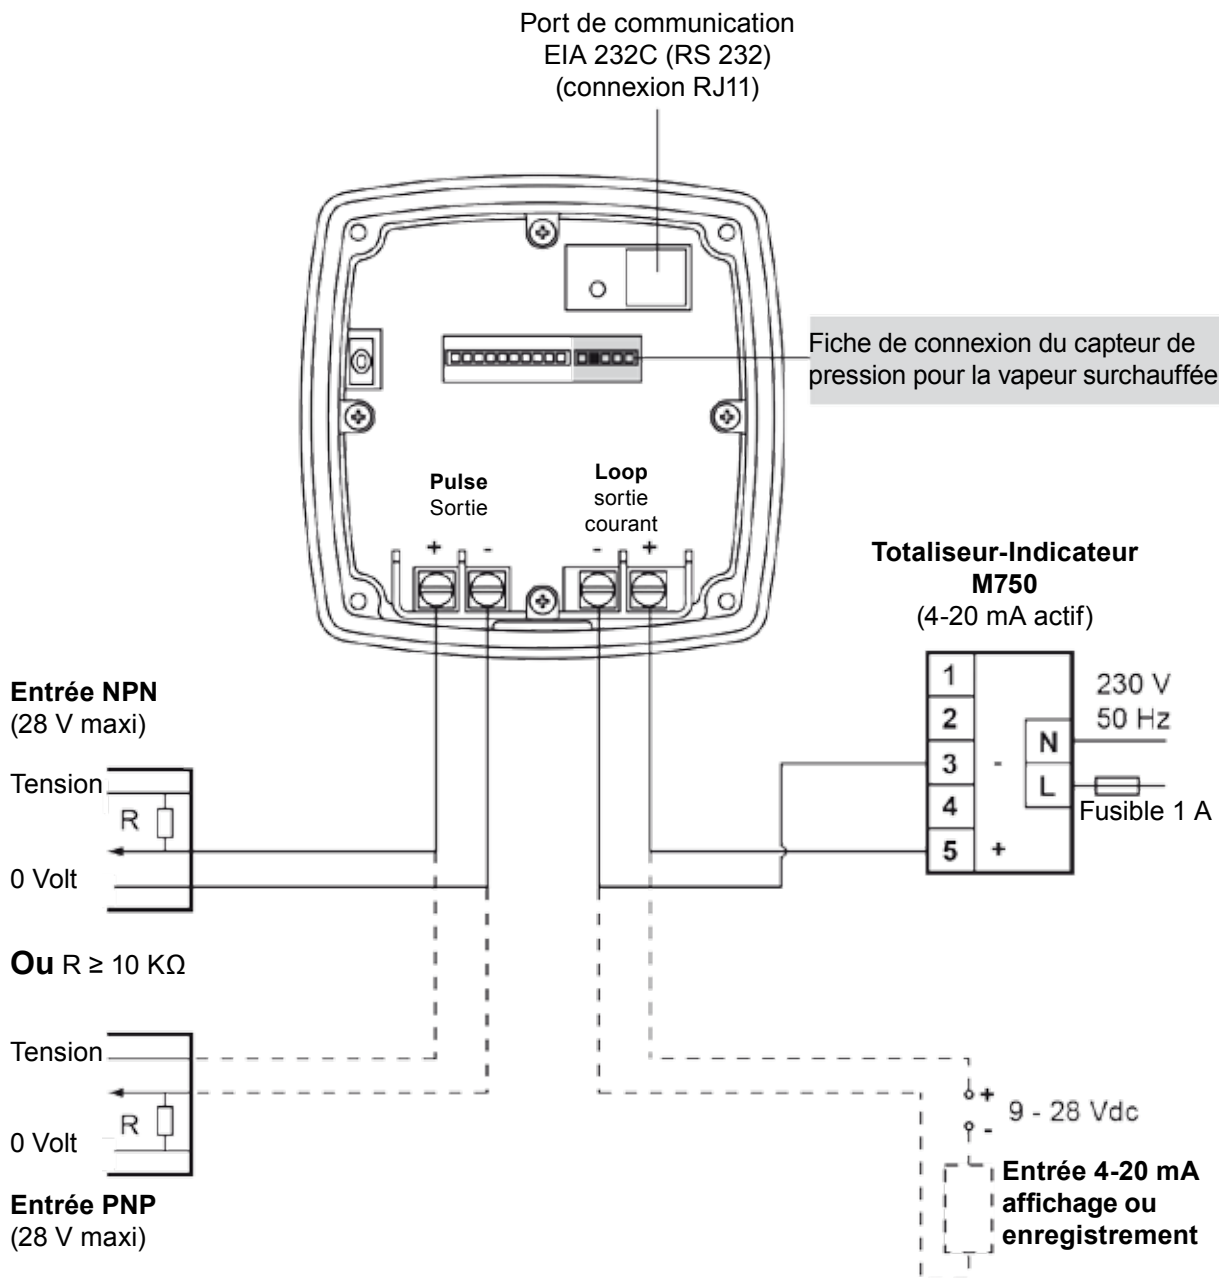 Port de communication
EIA 232C (RS 232)
(connexion RJ11)
Fiche de connexion du capteur de
pression pour la vapeur surchauffée
Pulse
Sortie
+ -
Loop
sortie
courant
- +
Totaliseur-Indicateur
M750
(4-20 mA actif)
1
2
3 -
4
5 +
N
L
230 V
50 Hz
Fusible 1 A
Entrée NPN
(28 V maxi)
Tension
R
0 Volt
Ou R ≥ 10 KΩ
Tension
R
0 Volt
Entrée PNP
(28 V maxi)
+
-
9 - 28 Vdc
Entrée 4-20 mA
affichage ou
enregistrement